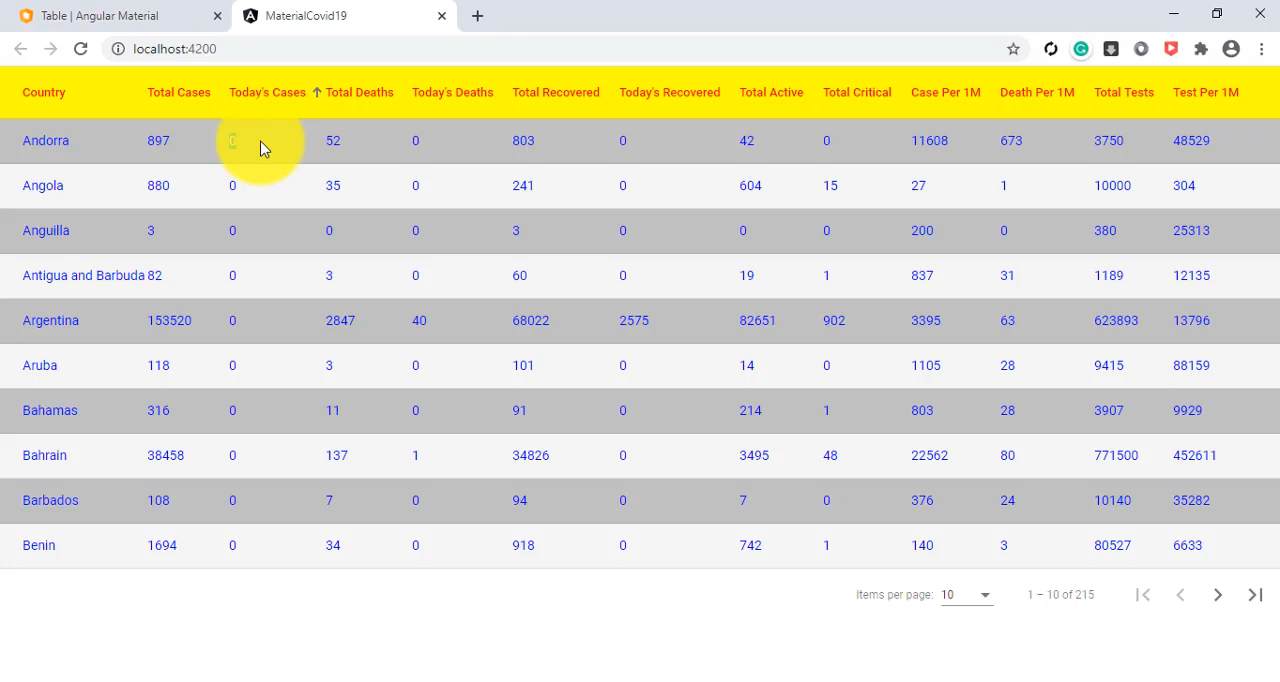 Table | Angular Material
MaterialCovid19
localhost:4200
Country Total Cases Today's Cases Total Deaths Today's Deaths Total Recovered Today's Recovered Total Active Total Critical Case Per 1M Death Per 1M Total Tests Test Per 1M
Andorra 897 0 52 0 803 0 42 0 11608 673 3750 48529
Angola 880 0 35 0 241 0 604 15 27 1 10000 304
Anguilla 3 0 0 0 3 0 0 0 200 0 380 25313
Antigua and Barbuda 82 0 3 0 60 0 19 1 837 31 1189 12135
Argentina 153520 0 2847 40 68022 2575 82651 902 3395 63 623893 13796
Aruba 118 0 3 0 101 0 14 0 1105 28 9415 88159
Bahamas 316 0 11 0 91 0 214 1 803 28 3907 9929
Bahrain 38458 0 137 1 34826 0 3495 48 22562 80 771500 452611
Barbados 108 0 7 0 94 0 7 0 376 24 10140 35282
Benin 1694 0 34 0 918 0 742 1 140 3 80527 6633
Items per page: 10 1 – 10 of 215